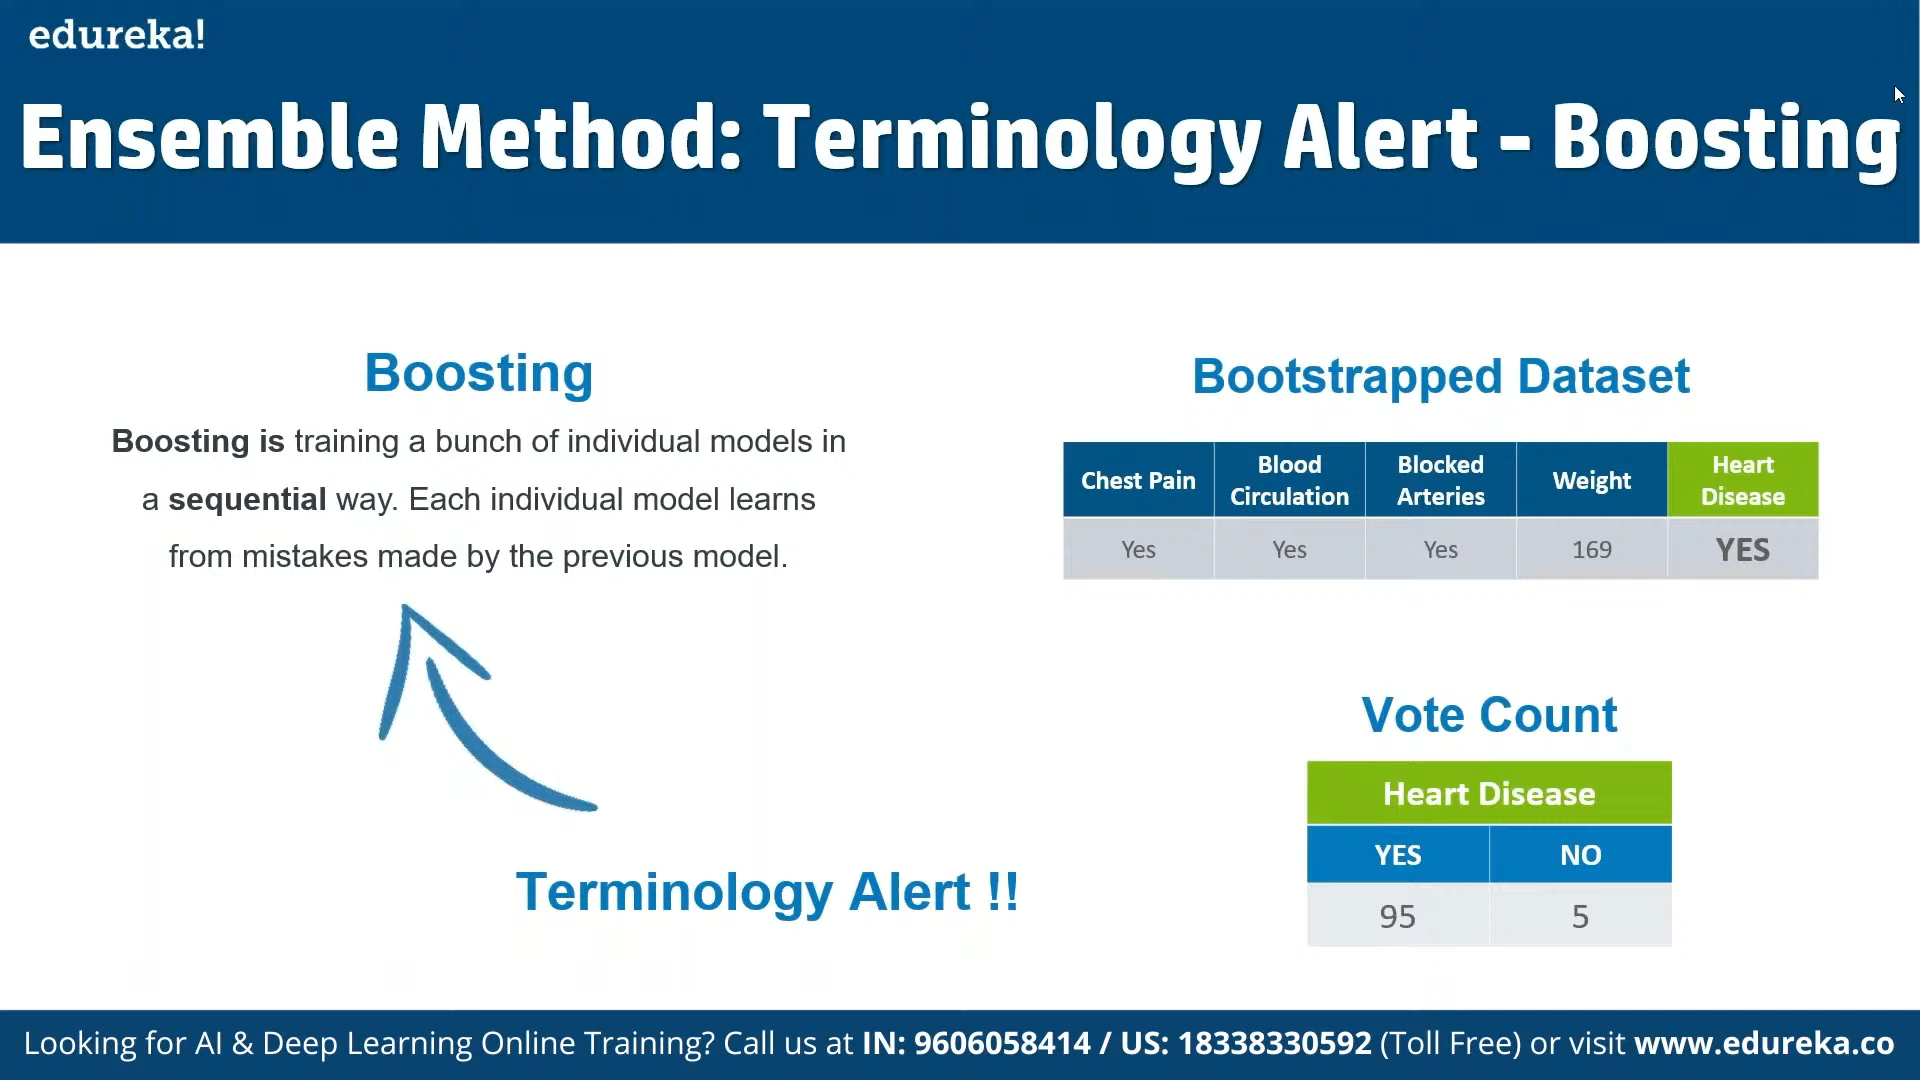 edureka!
Ensemble Method: Terminology Alert - Boosting
Boosting
Boosting is training a bunch of individual models in
a sequential way. Each individual model learns
from mistakes made by the previous model.
Terminology Alert !!
Bootstrapped Dataset
Chest Pain Blood Circulation Blocked Arteries Weight Heart Disease
Yes Yes Yes 169 YES
Vote Count
Heart Disease
YES NO
95 5
Looking for AI & Deep Learning Online Training? Call us at IN: 9606058414 / US: 18338330592 (Toll Free) or visit www.edureka.co